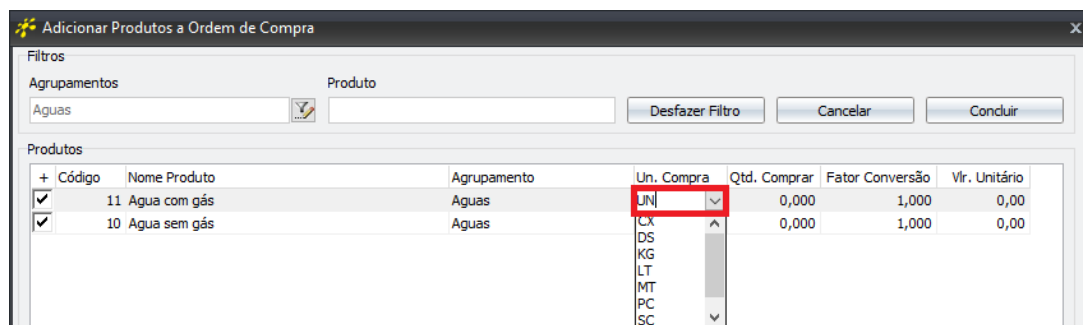 Adicionar Produtos a Ordem de Compra x
Filtros
Agrupamentos Produto
Aguas Desfazer Filtro Cancelar Concluir
Produtos
+ Código Nome Produto Agrupamento Un. Compra Qtd. Comprar Fator Conversão Vlr. Unitário
11 Agua com gás Aguas UN 0,000 1,000 0,00
10 Agua sem gás Aguas CX 0,000 1,000 0,00
DS
KG
LT
MT
PC
SC